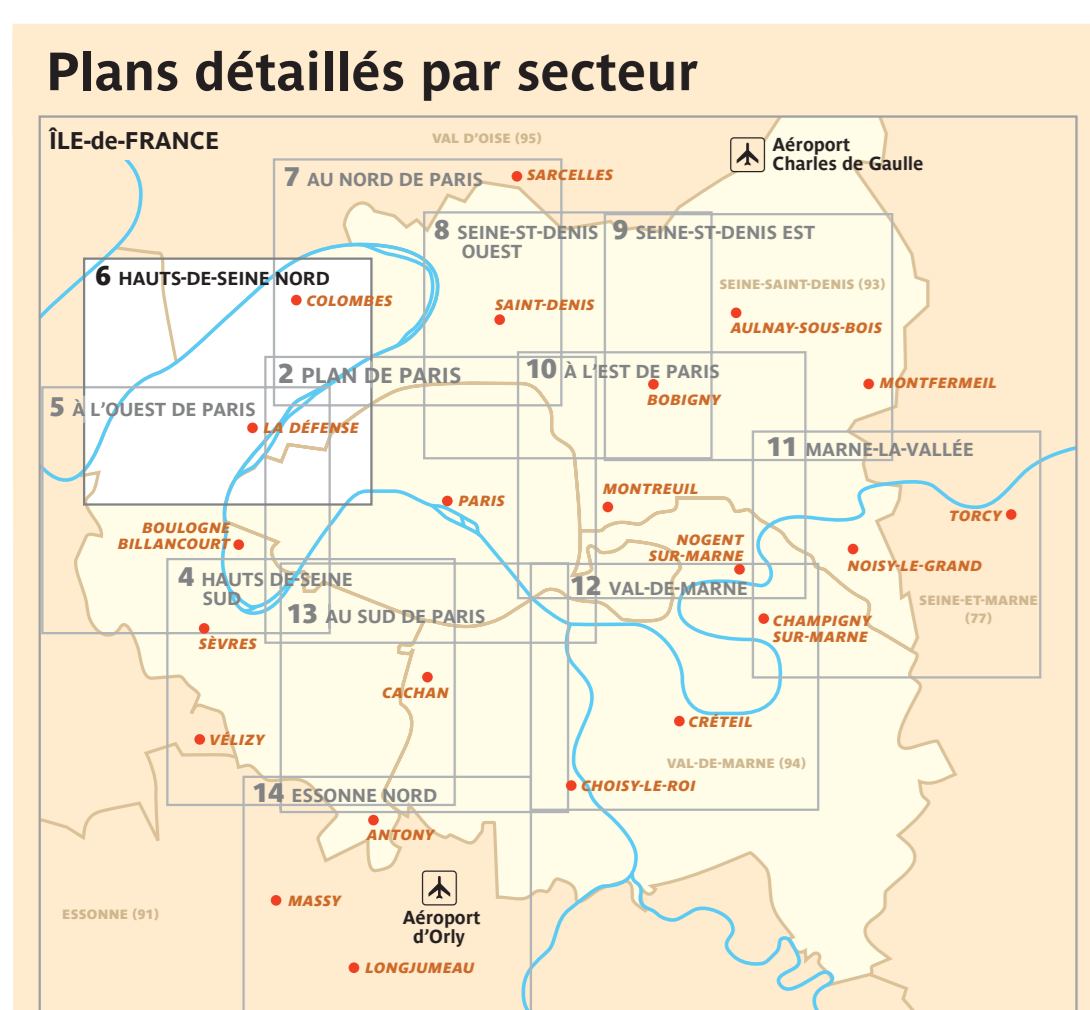 Plans détaillés par secteur
ÎLE-de-FRANCE
VAL D'OISE (95)
Aéroport
Charles de Gaulle
7 AU NORD DE PARIS
SARCELLES
8 SEINE-ST-DENIS
OUEST
9 SEINE-ST-DENIS EST
6 HAUTS-DE-SEINE NORD
COLOMBES
SAINT-DENIS
SEINE-SAINT-DENIS (93)
AULNAY-SOUS-BOIS
2 PLAN DE PARIS
10 À L'EST DE PARIS
BOBIGNY
MONTFERMEIL
5 À L'OUEST DE PARIS
LA DÉFENSE
11 MARNE-LA-VALLÉE
PARIS
MONTREUIL
TORCY
BOULOGNE
BILLANCOURT
NOGENT
SUR-MARNE
NOISY-LE-GRAND
4 HAUTS DE-SEINE
SUD
12 VAL-DE-MARNE
SEINE-ET-MARNE
(77)
13 AU SUD DE PARIS
CHAMPIGNY
SUR-MARNE
SÈVRES
CACHAN
CRÉTEIL
VÉLIZY
VAL-DE-MARNE (94)
CHOISY-LE-ROI
14 ESSONNE NORD
ANTONY
MASSY
ESSONNE (91)
Aéroport
d'Orly
LONGJUMEAU